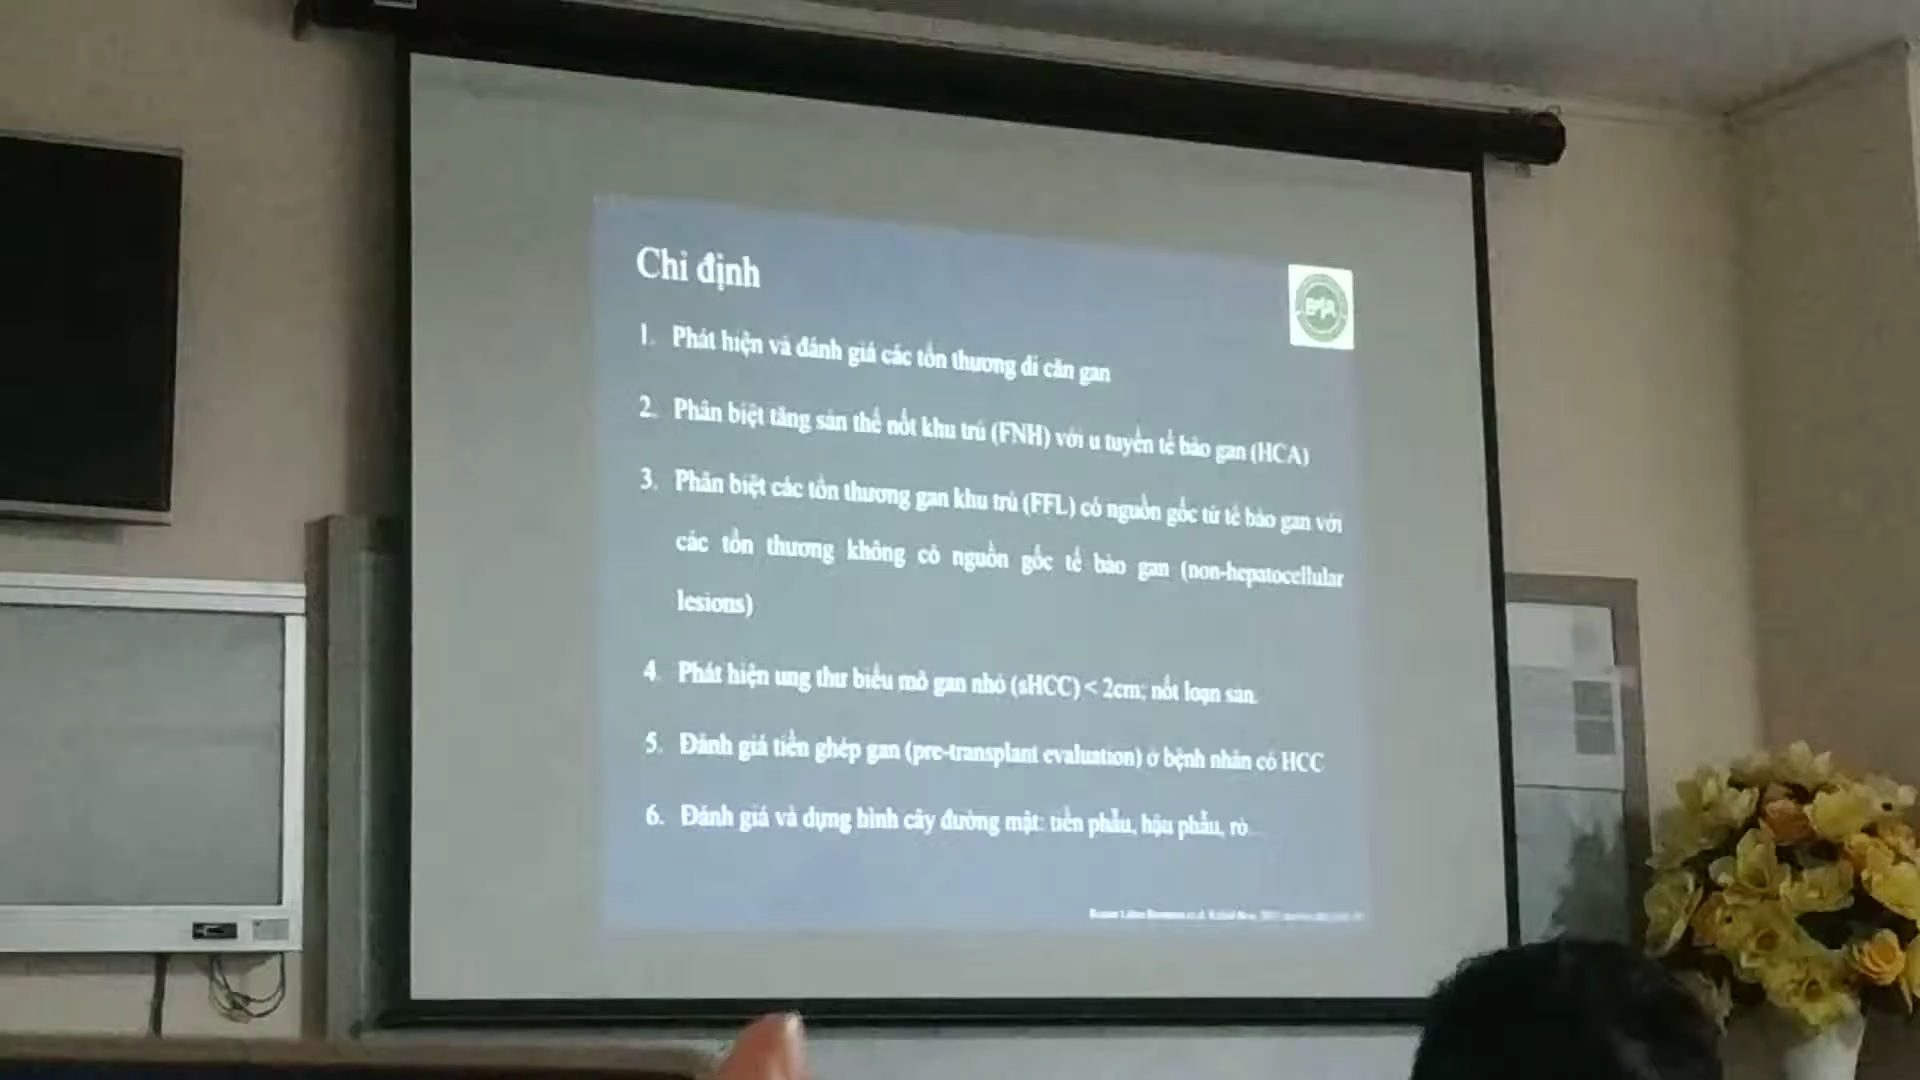 Chỉ định
1. Phát hiện và đánh giá các tổn thương di căn gan
2. Phân biệt tăng sản thể nốt khu trú (FNH) với u tuyến tế bào gan (HCA)
3. Phân biệt các tổn thương gan khu trú (FFL) có nguồn gốc từ tế bào gan với
các tổn thương không có nguồn gốc tế bào gan (non-hepatocellular
lesions)
4. Phát hiện ung thư biểu mô gan nhỏ (sHCC) < 2cm; nốt loạn sản.
5. Đánh giá tiền ghép gan (pre-transplant evaluation) ở bệnh nhân có HCC
6. Đánh giá và dựng hình cây đường mật: tiền phẫu, hậu phẫu, rò...